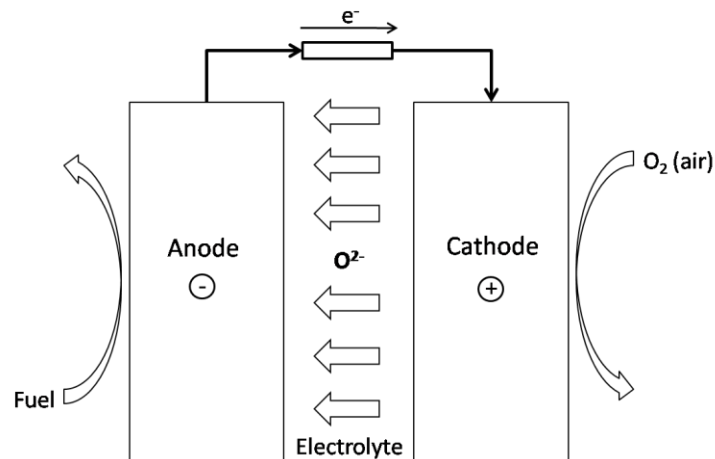 e⁻
O₂ (air)
Anode
-
O²⁻
Cathode
+
Fuel
Electrolyte